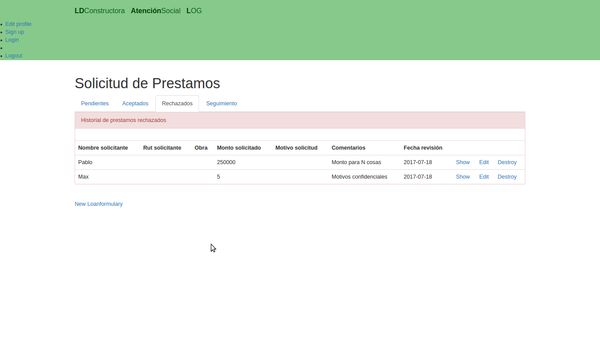 LDConstructora AtenciónSocial LOG
Edit profile
Sign up
Login
Logout
Solicitud de Prestamos
Pendientes Aceptados Rechazados Seguimiento
Historial de prestamos rechazados
Nombre solicitante Rut solicitante Obra Monto solicitado Motivo solicitud Comentarios Fecha revisión
Pablo 250000 Monto para N cosas 2017-07-18 Show Edit Destroy
Max 5 Motivos confidenciales 2017-07-18 Show Edit Destroy
New Loanformulary